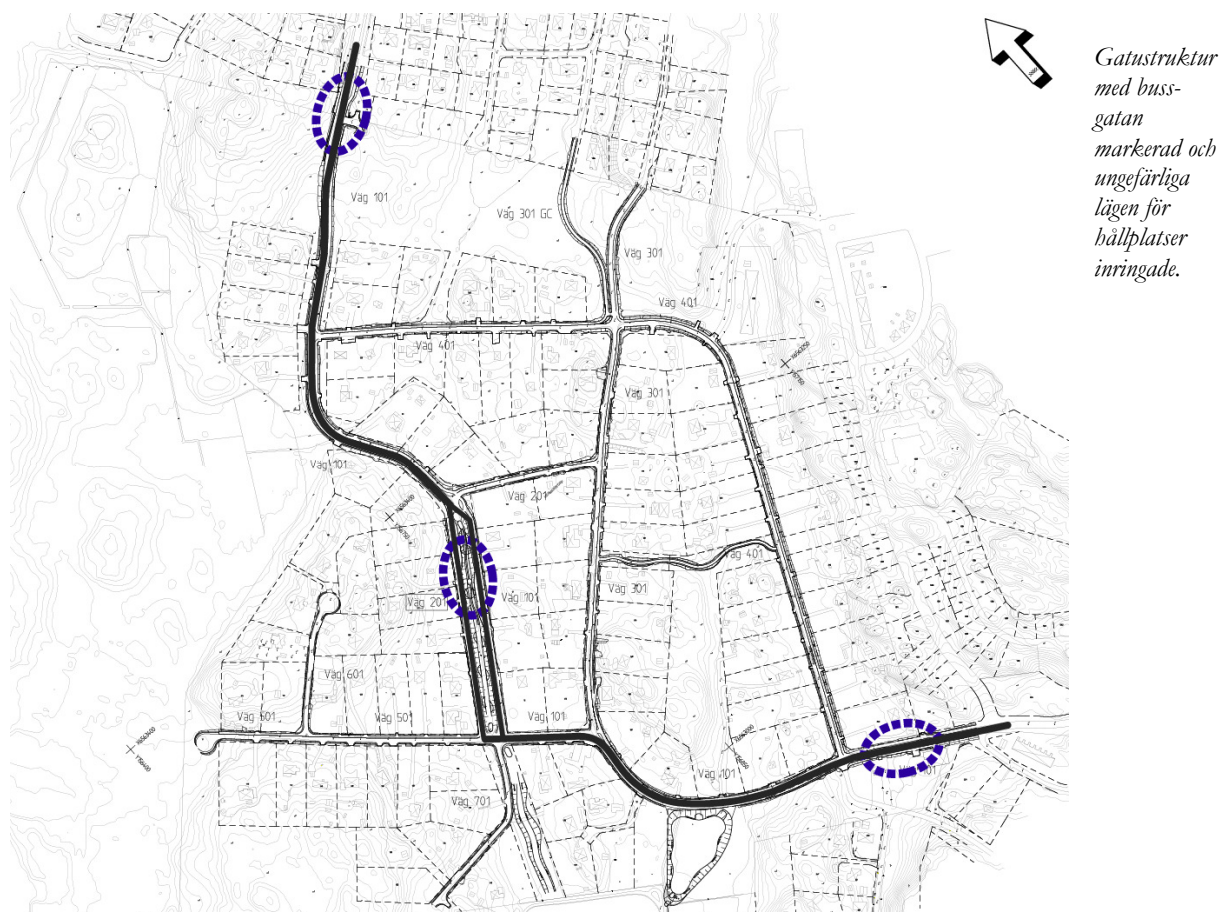 Gatustruktur
med buss-
gatan
markerad och
ungefärliga
lägen för
hållplatser
inringade.
Väg 101
Väg 301 GC
Väg 301
Väg 401
Väg 401
Väg 301
Väg 101
Väg 201
Väg 401
Väg 301
Väg 201
Väg 101
Väg 601
Väg 501
Väg 501
Väg 101
Väg 101
Väg 701